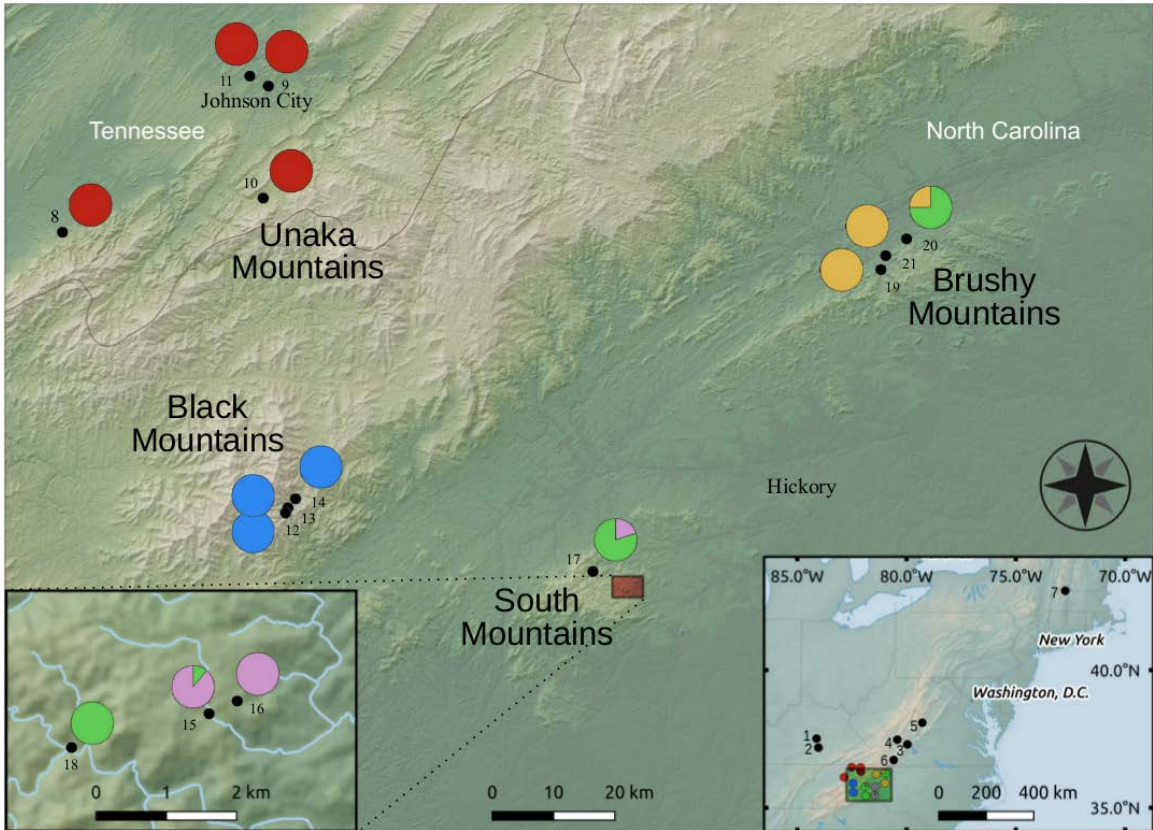 11
9
Johnson City
Tennessee
North Carolina
10
8
Unaka
Mountains
20
21
19
Brushy
Mountains
Black
Mountains
14
13
12
Hickory
17
South
Mountains
15
16
18
0 1 2 km
0 10 20 km
85.0°W 80.0°W 75.0°W 70.0°W
7
New York
40.0°N
Washington, D.C.
5
1
4
2
3
6
0 200 400 km
35.0°N